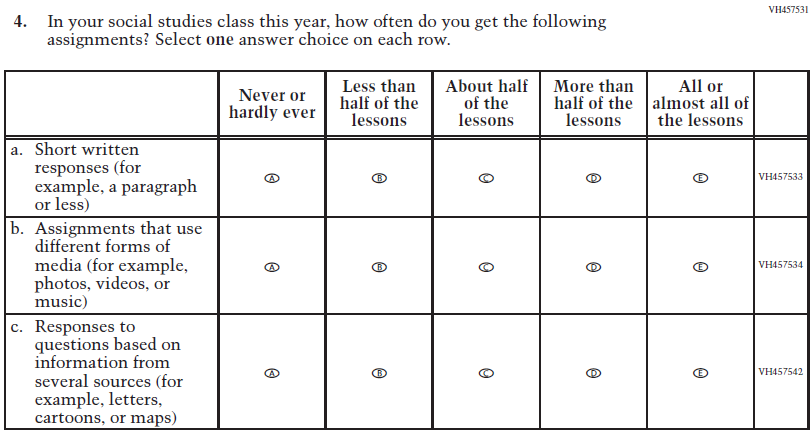 VH457531
4. In your social studies class this year, how often do you get the following
assignments? Select one answer choice on each row.
Never or
hardly ever
Less than
half of the
lessons
About half
of the
lessons
More than
half of the
lessons
All or
almost all of
the lessons
a. Short written
responses (for
example, a paragraph
or less)
A B C D E VH457533
b. Assignments that use
different forms of
media (for example,
photos, videos, or
music)
A B C D E VH457534
c. Responses to
questions based on
information from
several sources (for
example, letters,
cartoons, or maps)
A B C D E VH457542